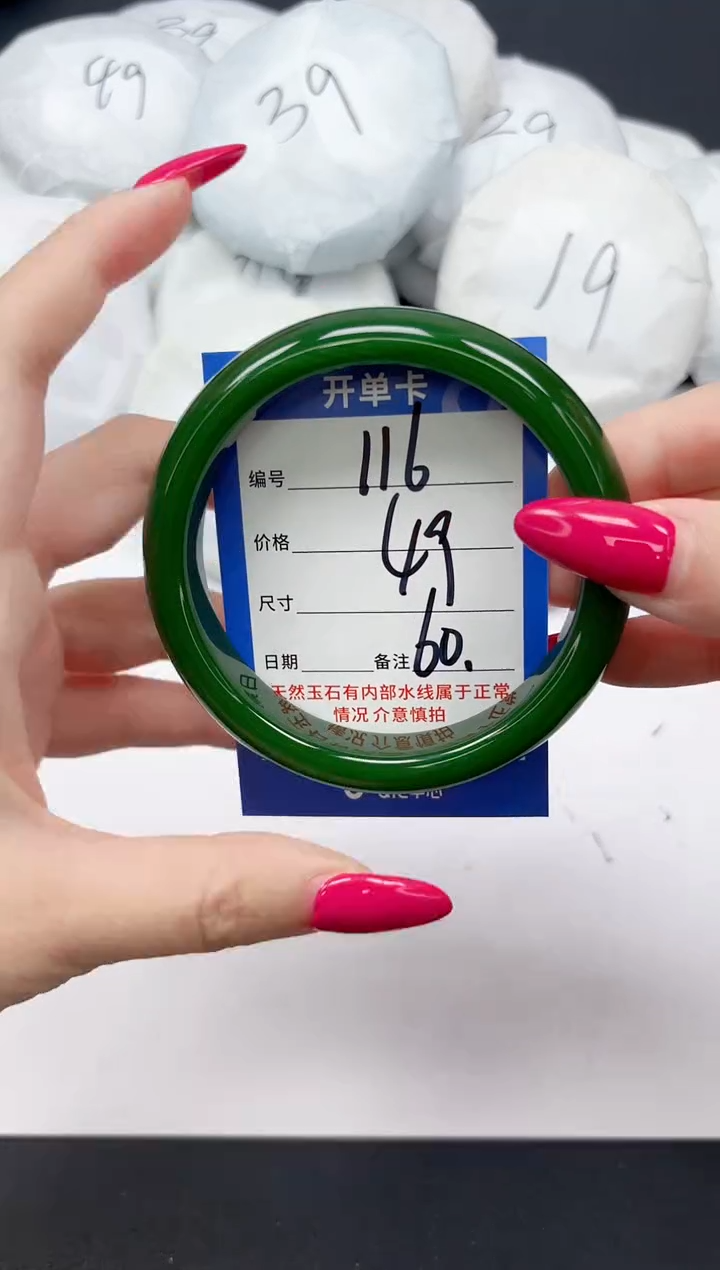 49
39
29
29
19
开单卡
编号 116
价格 49
尺寸
日期 备注 60.
天然玉石有内部水线属于正常
情况 介意慎拍